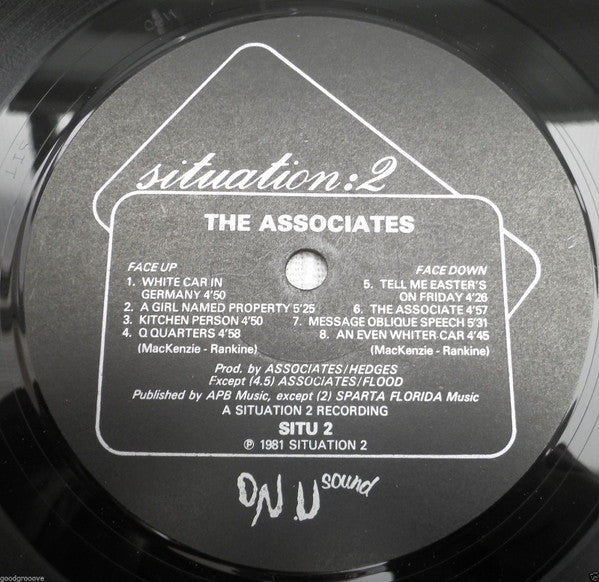 situation:2
THE ASSOCIATES
FACE UP
1. WHITE CAR IN
GERMANY 4'50
2. A GIRL NAMED PROPERTY 5'25
3. KITCHEN PERSON 4'50
4. Q QUARTERS 4'58
(MacKenzie - Rankine)
FACE DOWN
5. TELL ME EASTER'S
ON FRIDAY 4'26
6. THE ASSOCIATE 4'57
7. MESSAGE OBLIQUE SPEECH 5'31
8. AN EVEN WHITER CAR 4'45
(MacKenzie - Rankine)
Prod. by ASSOCIATES/HEDGES
Except (4.5) ASSOCIATES/FLOOD
Published by APB Music, except (2) SPARTA FLORIDA Music
A SITUATION 2 RECORDING
SITU 2
℗ 1981 SITUATION 2
ON.U sound
goodgrooove